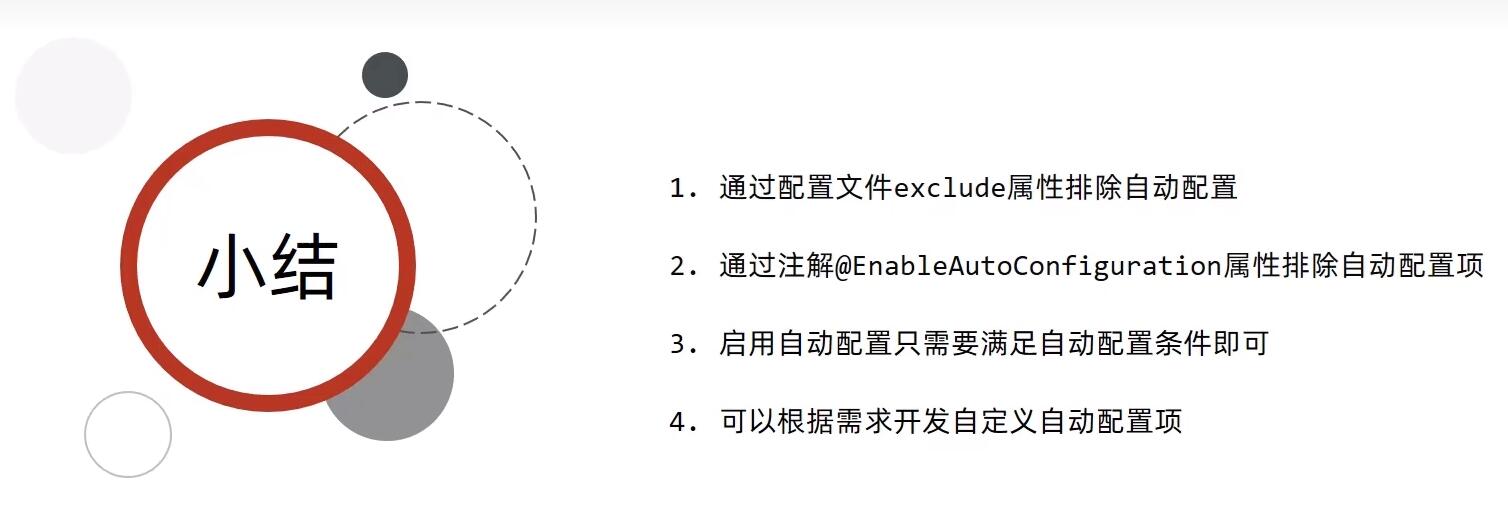 小结
1. 通过配置文件exclude属性排除自动配置
2. 通过注解@EnableAutoConfiguration属性排除自动配置项
3. 启用自动配置只需要满足自动配置条件即可
4. 可以根据需求开发自定义自动配置项